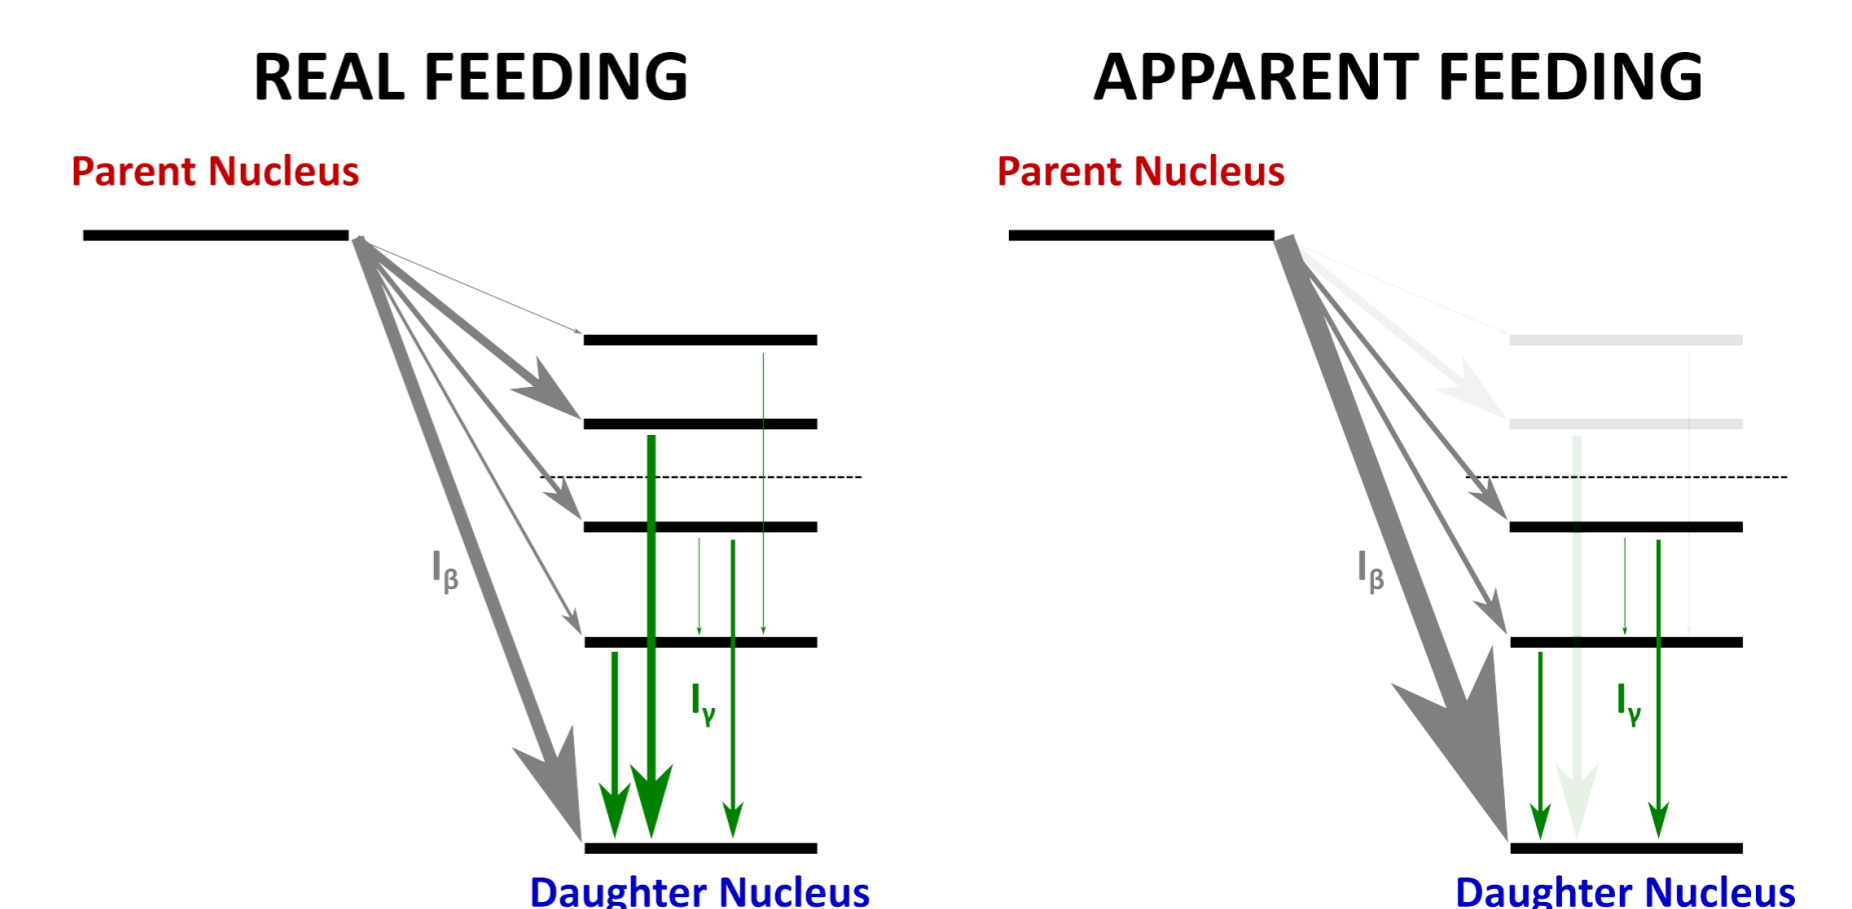 REAL FEEDING
Parent Nucleus
Iβ
Iγ
Daughter Nucleus
APPARENT FEEDING
Parent Nucleus
Iβ
Iγ
Daughter Nucleus